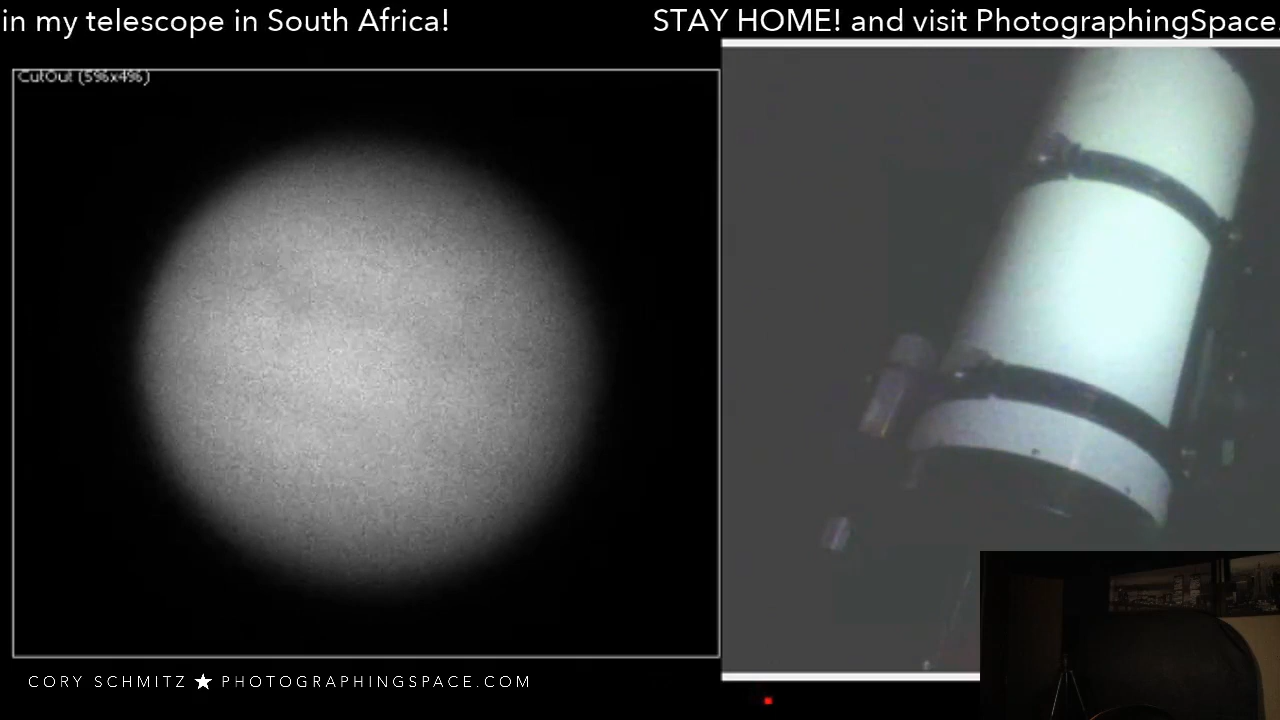 in my telescope in South Africa! STAY HOME! and visit PhotographingSpace.
CutOut (5%x4%)
CORY SCHMITZ ★ PHOTOGRAPHINGSPACE.COM